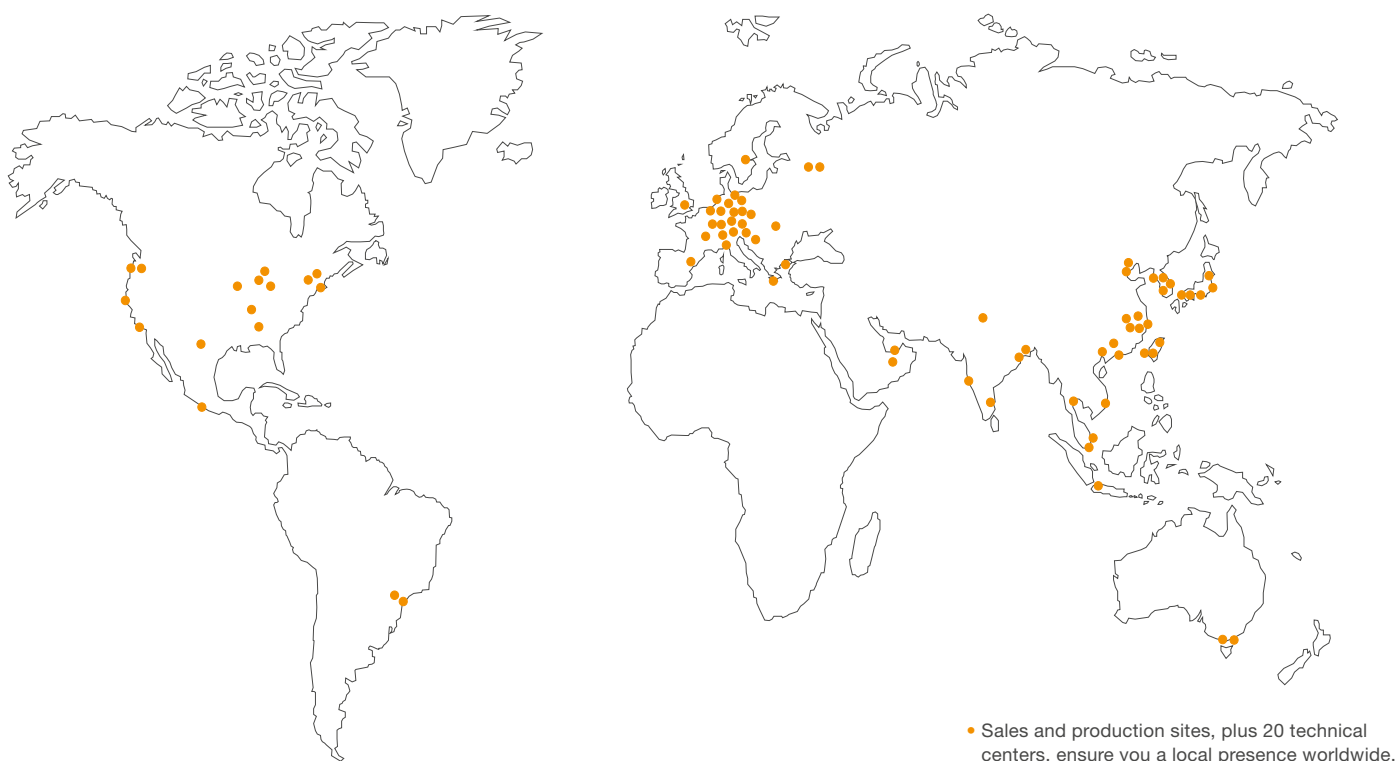 Sales and production sites, plus 20 technical
centers, ensure you a local presence worldwide.